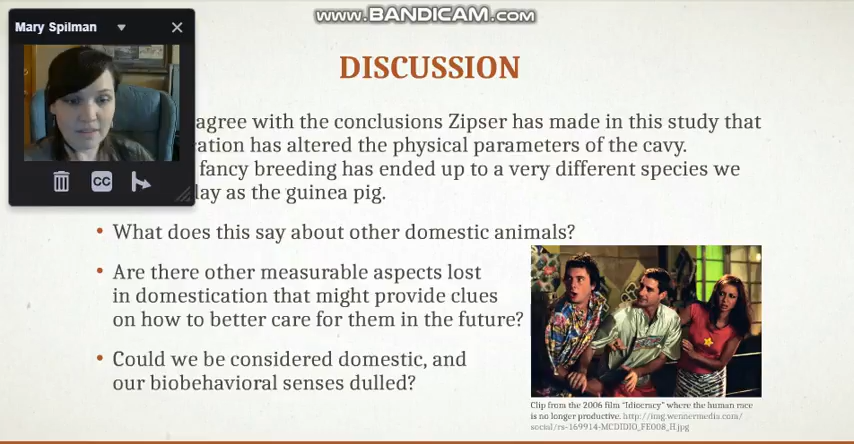 www.BANDICAM.com
Mary Spilman
DISCUSSION
agree with the conclusions Zipser has made in this study that
ation has altered the physical parameters of the cavy.
fancy breeding has ended up to a very different species we
day as the guinea pig.
• What does this say about other domestic animals?
• Are there other measurable aspects lost
in domestication that might provide clues
on how to better care for them in the future?
• Could we be considered domestic, and
our biobehavioral senses dulled?
CC
Clip from the 2006 film "Idiocracy" where the human race
is no longer productive. http://img.wennermedia.com/
social/rs-169914-MCDIDIO_FE008_H.jpg